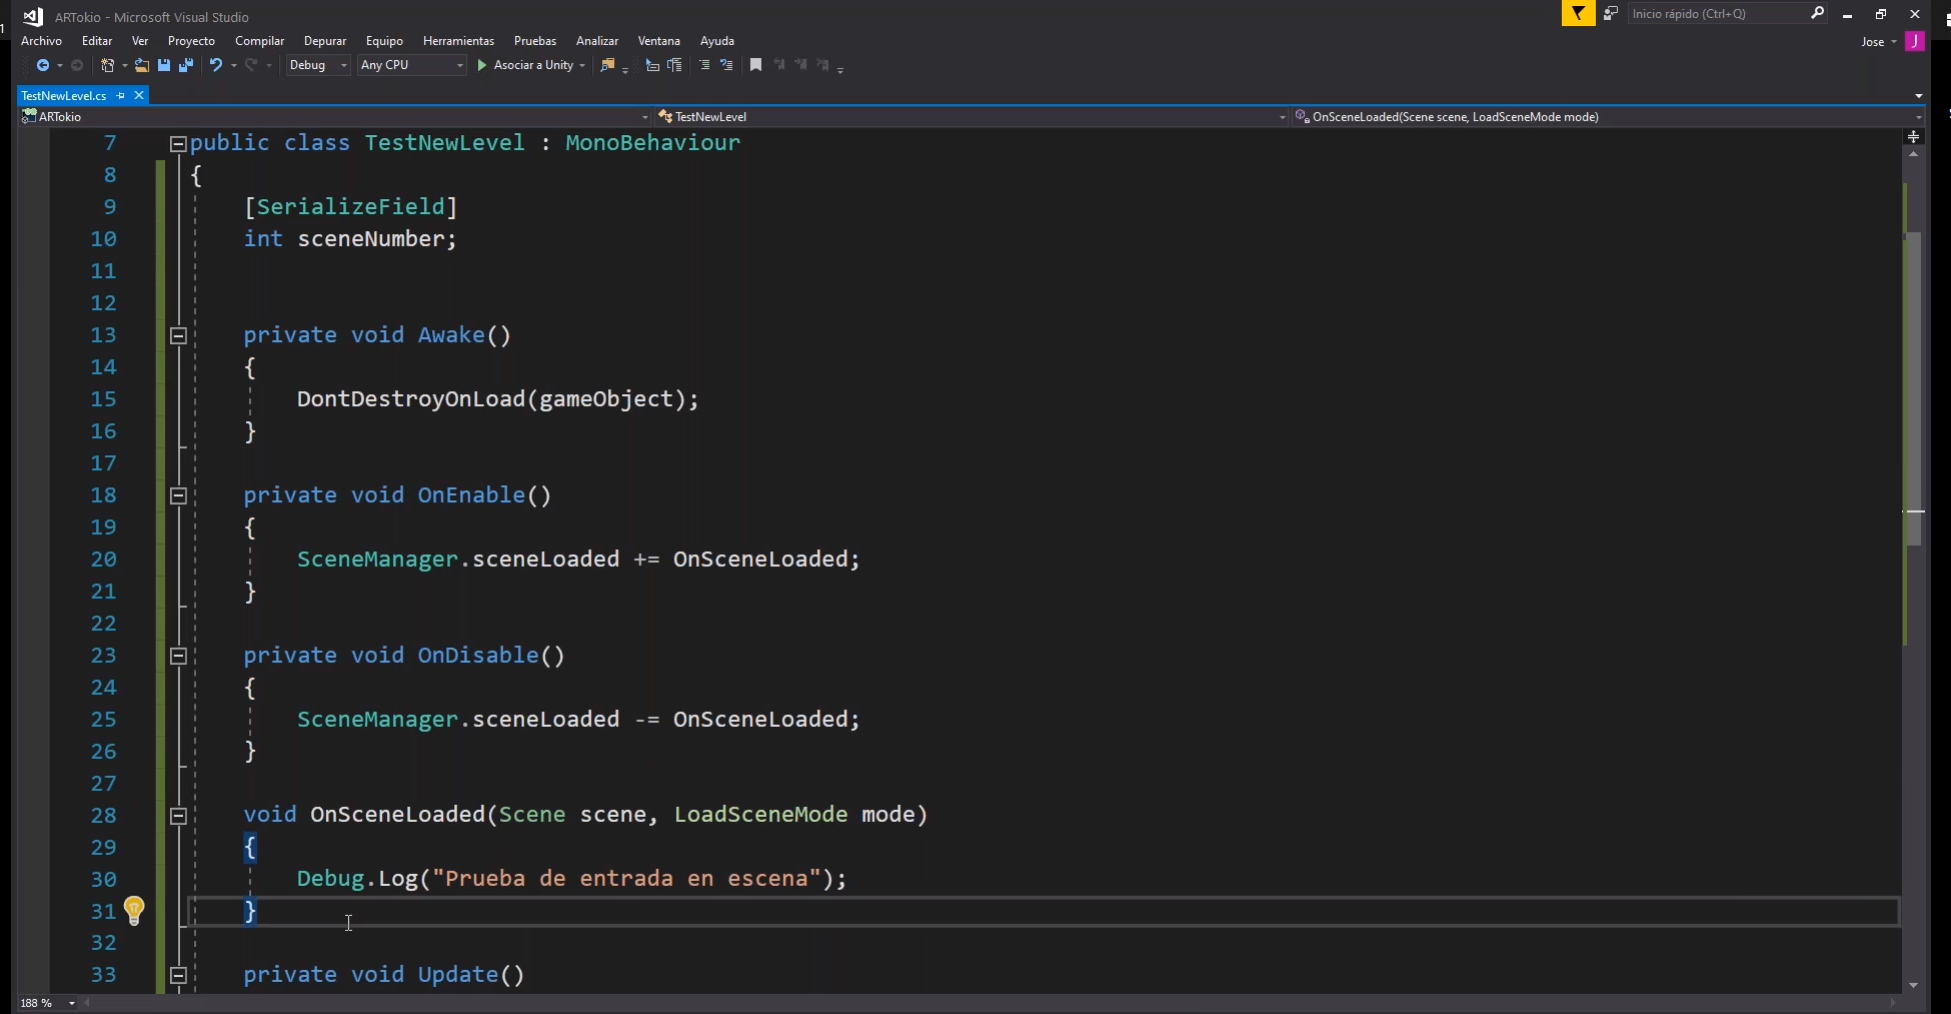 ARTokio - Microsoft Visual Studio
Inicio rápido (Ctrl+Q)
Archivo Editar Ver Proyecto Compilar Depurar Equipo Herramientas Pruebas Analizar Ventana Ayuda
Jose J
Debug Any CPU Asociar a Unity
TestNewLevel.cs
ARTokio TestNewLevel OnSceneLoaded(Scene scene, LoadSceneMode mode)
7 public class TestNewLevel : MonoBehaviour
8 {
9 [SerializeField]
10 int sceneNumber;
11
12
13 private void Awake()
14 {
15 DontDestroyOnLoad(gameObject);
16 }
17
18 private void OnEnable()
19 {
20 SceneManager.sceneLoaded += OnSceneLoaded;
21 }
22
23 private void OnDisable()
24 {
25 SceneManager.sceneLoaded -= OnSceneLoaded;
26 }
27
28 void OnSceneLoaded(Scene scene, LoadSceneMode mode)
29 {
30 Debug.Log("Prueba de entrada en escena");
31 }
32
33 private void Update()
188 %